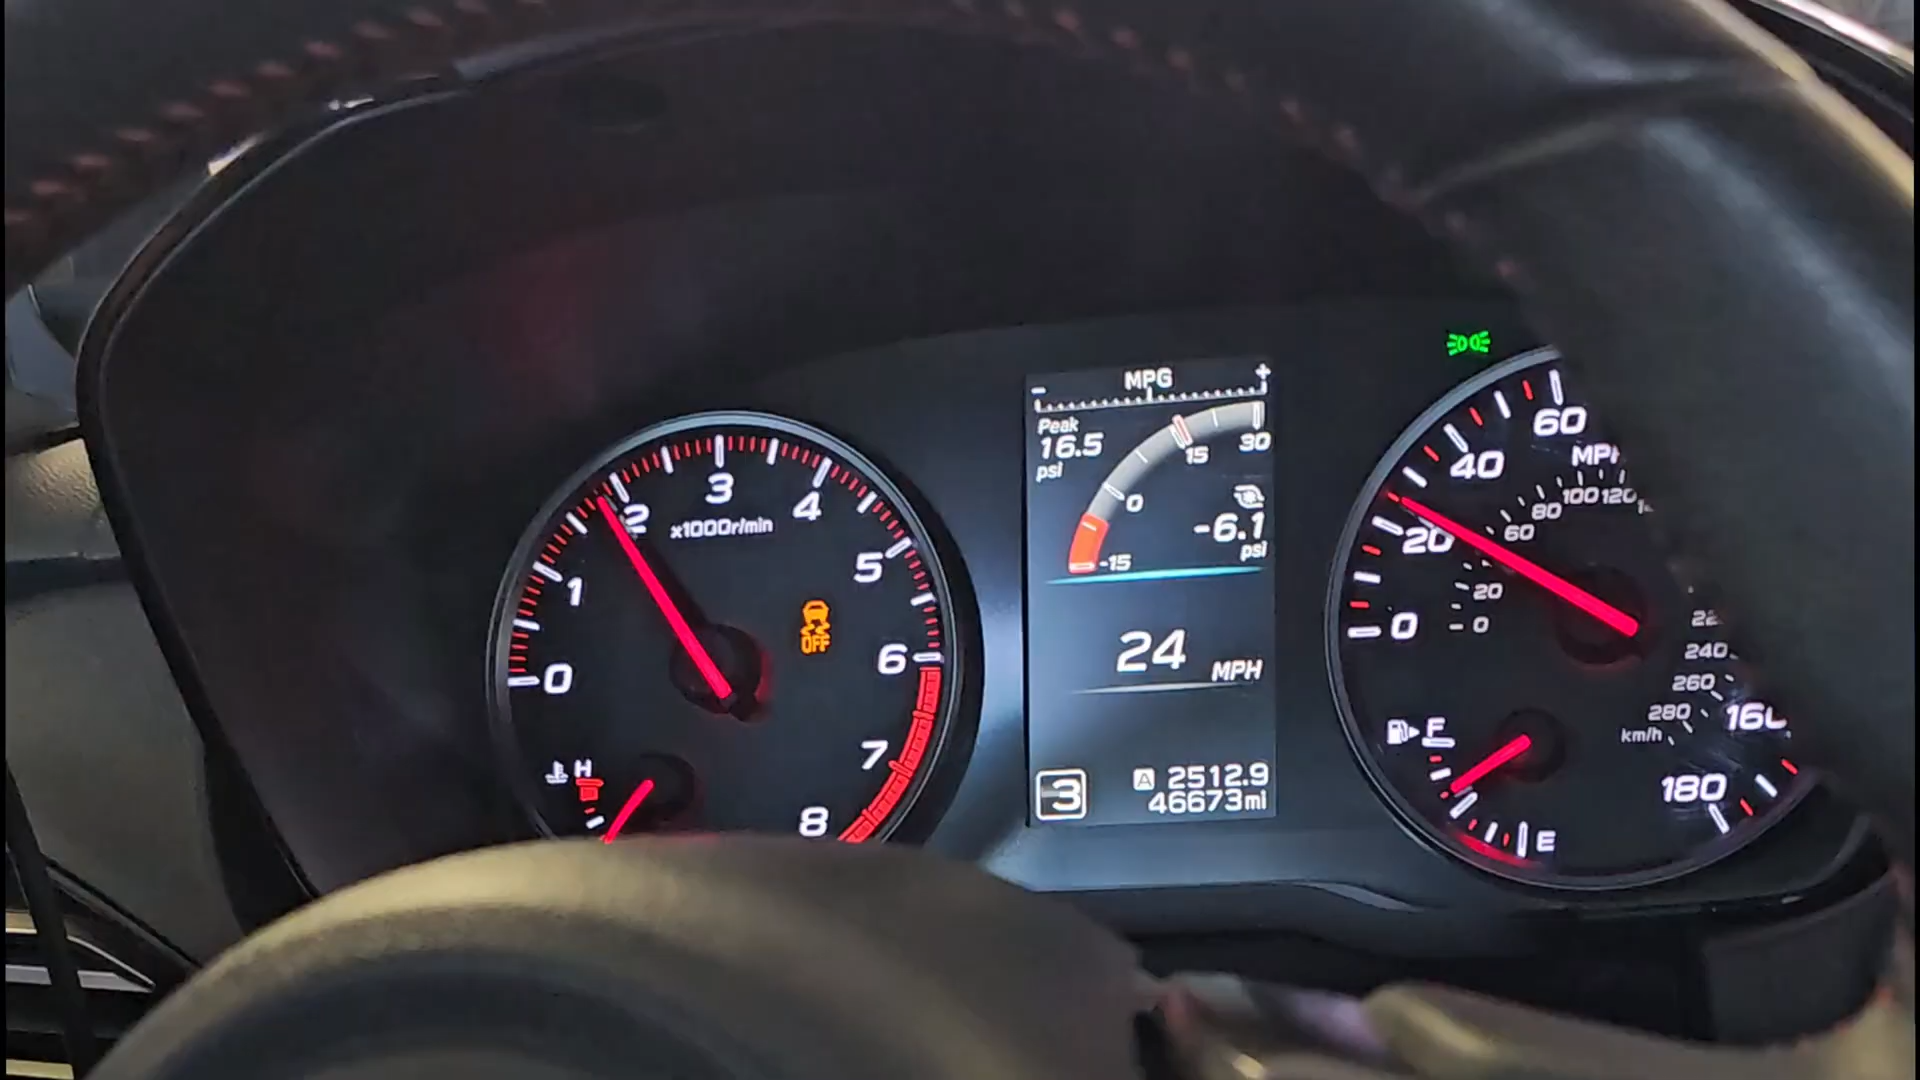 0
1
2
3
4
5
6
7
8
x1000r/min
OFF
H
MPG
- +
Peak
16.5
psi
-15
0
15
30
-6.1
psi
24 MPH
3
A 2512.9
46673mi
0
20
40
60
MPH
160
180
0
20
60
80
100
120
240
260
280
km/h
F
E